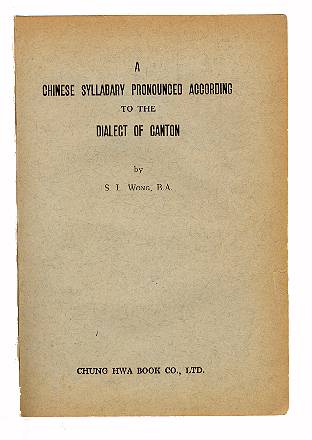 A
CHINESE SYLLABARY PRONOUNCED ACCORDING
TO THE
DIALECT OF CANTON
by
S. L. WONG, B.A.
CHUNG HWA BOOK CO., LTD.